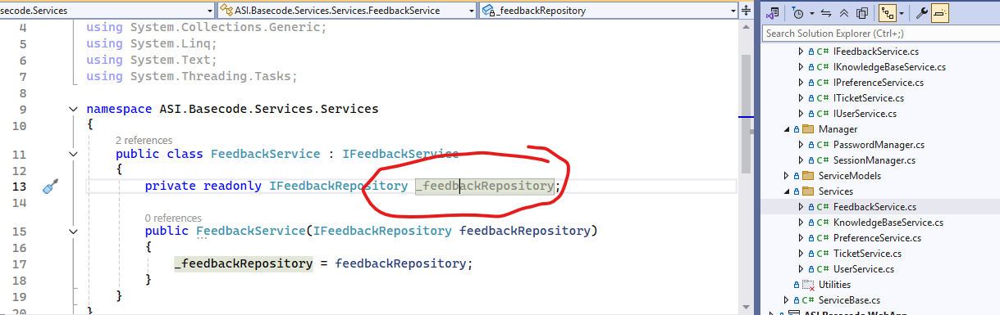 secode.Services
ASI.Basecode.Services.Services.FeedbackService
_feedbackRepository
4 using System.Collections.Generic;
5 using System.Linq;
6 using System.Text;
7 using System.Threading.Tasks;
8
9 namespace ASI.Basecode.Services.Services
10 {
2 references
11 public class FeedbackService : IFeedbackService
12 {
13 private readonly IFeedbackRepository _feedbackRepository;
14
0 references
15 public FeedbackService(IFeedbackRepository feedbackRepository)
16 {
17 _feedbackRepository = feedbackRepository;
18 }
19 }
20 }
Search Solution Explorer (Ctrl+;)
C# IFeedbackService.cs
C# IKnowledgeBaseService.cs
C# IPreferenceService.cs
C# ITicketService.cs
C# IUserService.cs
Manager
C# PasswordManager.cs
C# SessionManager.cs
ServiceModels
Services
C# FeedbackService.cs
C# KnowledgeBaseService.cs
C# PreferenceService.cs
C# TicketService.cs
C# UserService.cs
Utilities
C# ServiceBase.cs
ASI.Basecode.WebApp